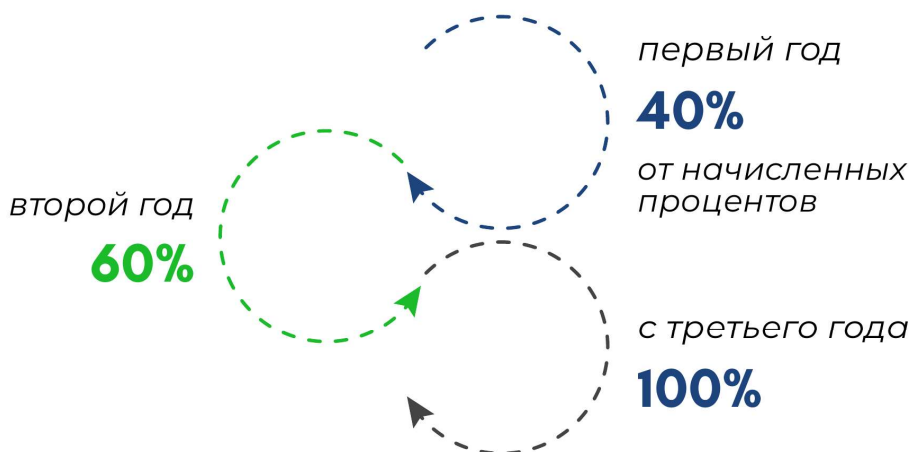 первый год
40%
от начисленных
процентов
второй год
60%
с третьего года
100%